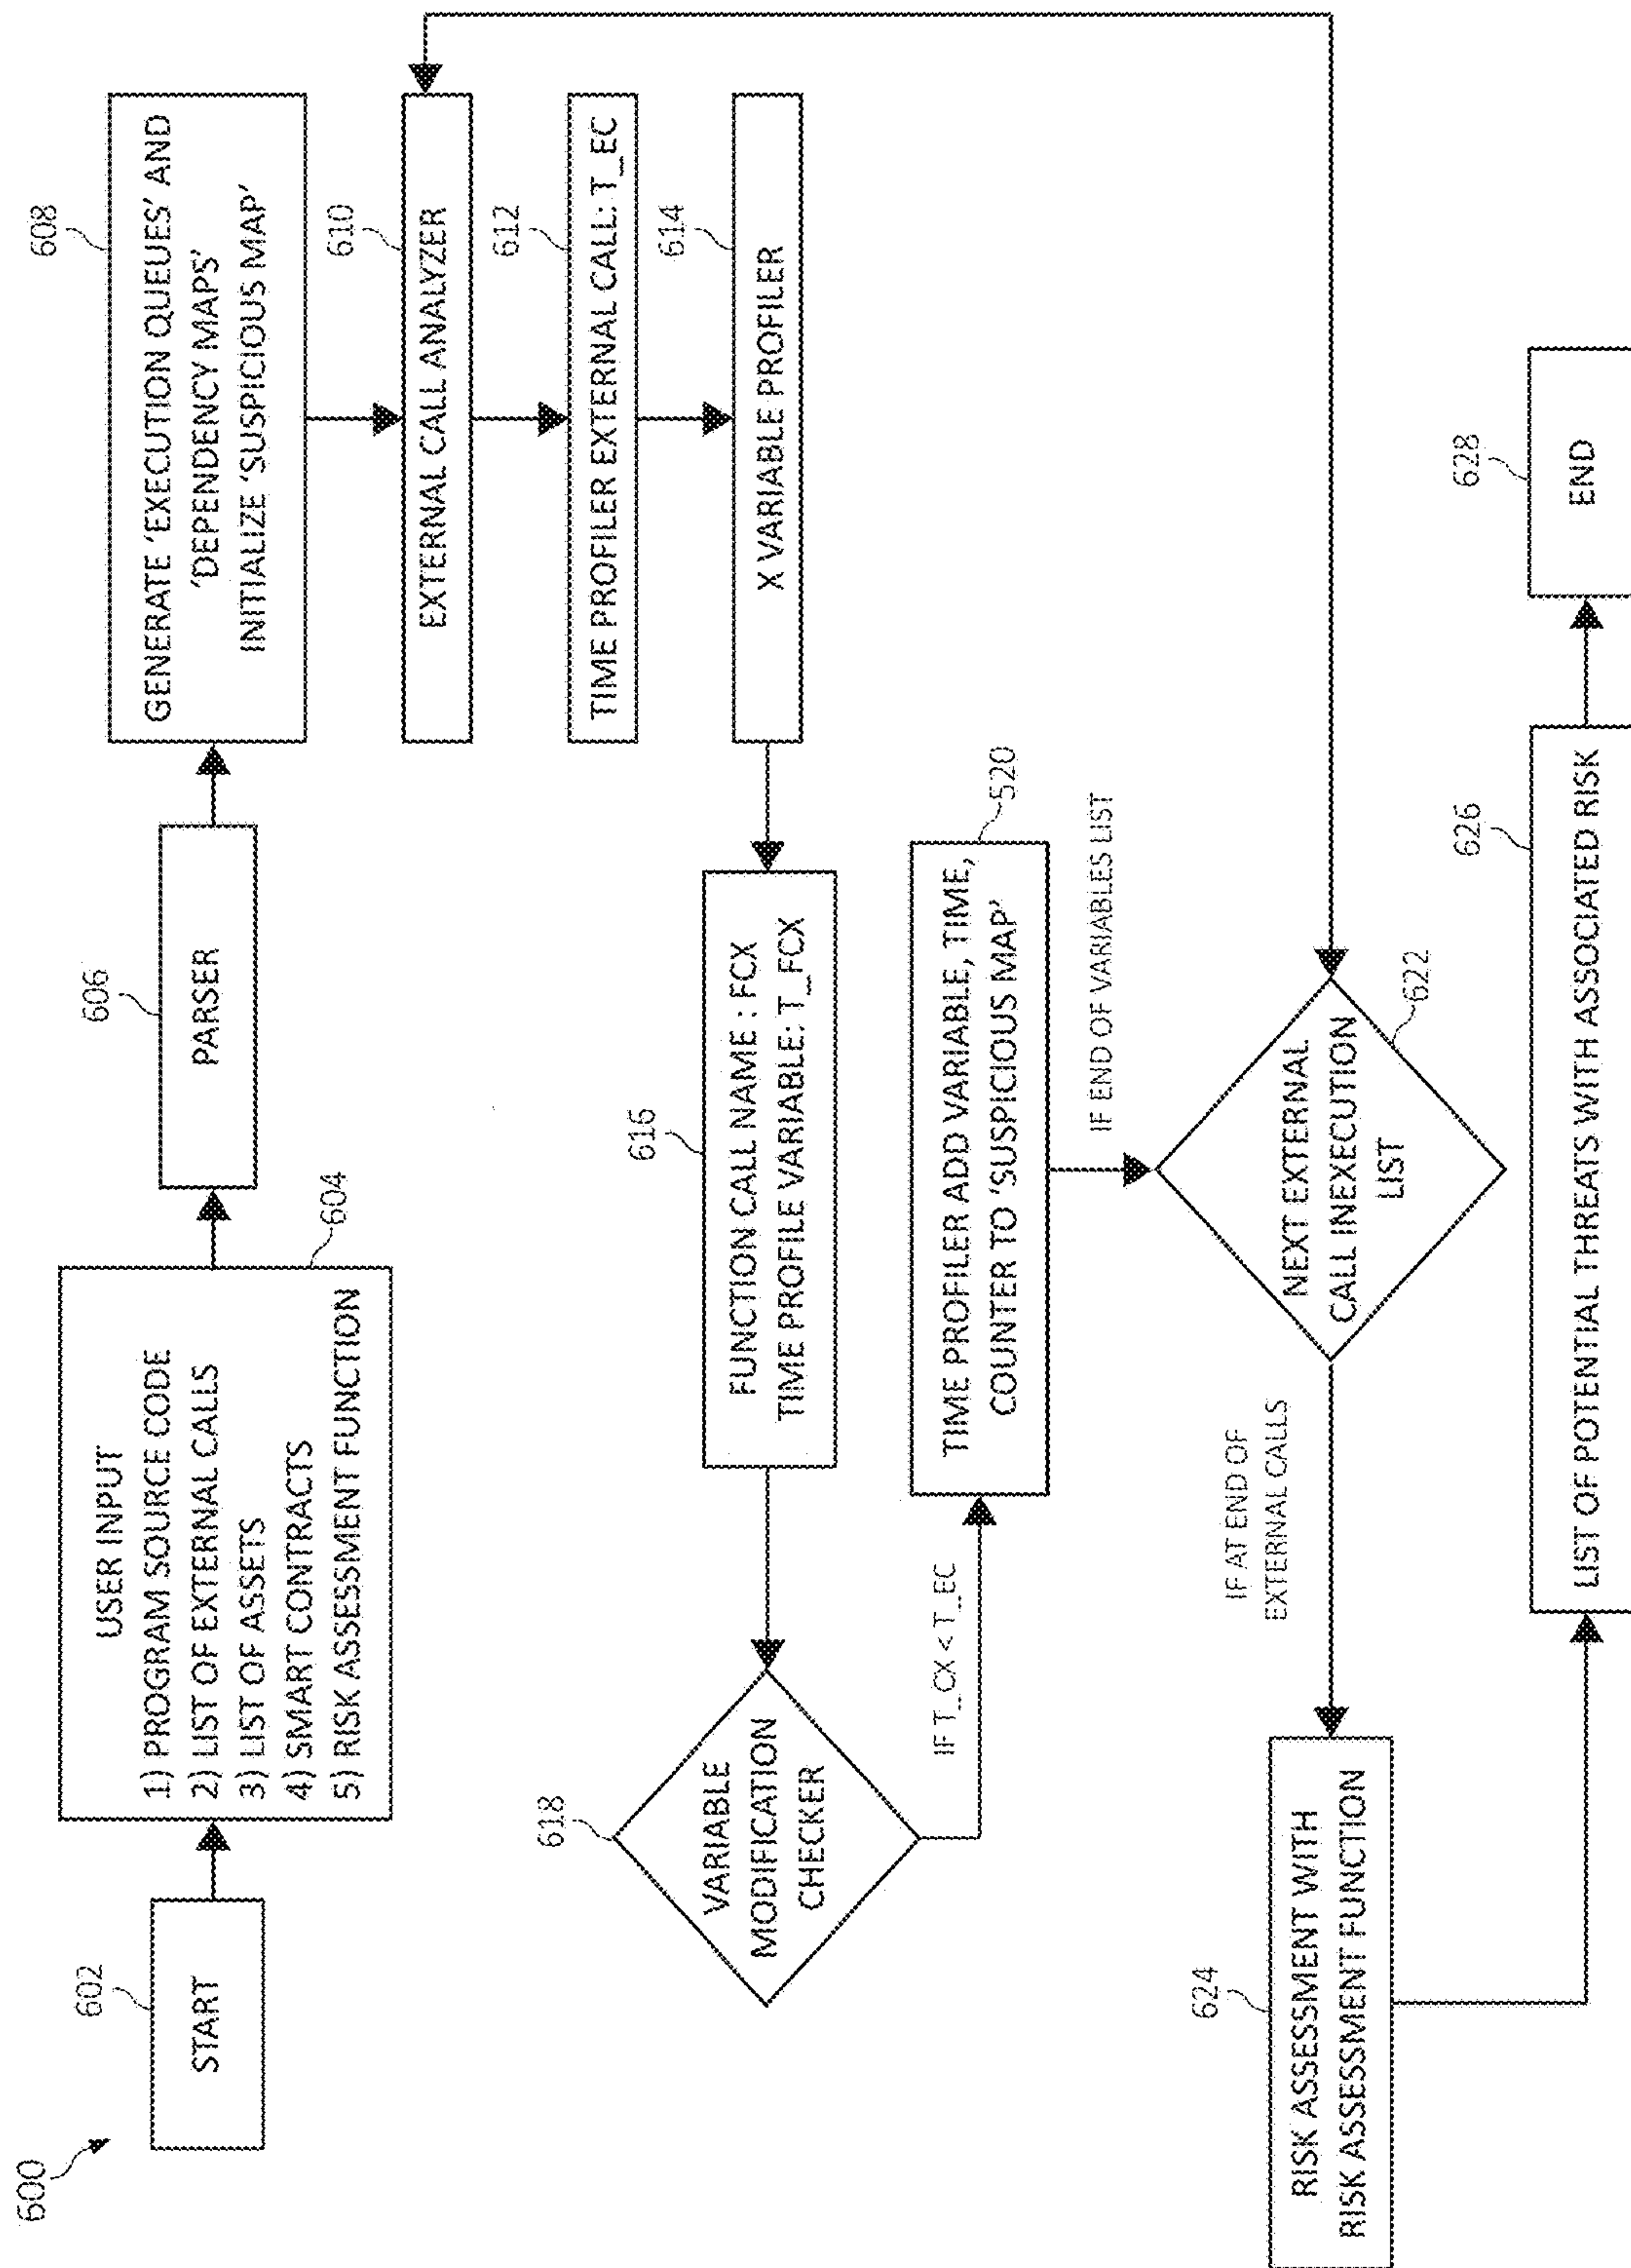 600
602
START
604
USER INPUT
1) PROGRAM SOURCE CODE
2) LIST OF EXTERNAL CALLS
3) LIST OF ASSETS
4) SMART CONTRACTS
5) RISK ASSESSMENT FUNCTION
606
PARSER
608
GENERATE 'EXECUTION QUEUES' AND
'DEPENDENCY MAPS'
INITIALIZE 'SUSPICIOUS MAP'
610
EXTERNAL CALL ANALYZER
612
TIME PROFILER EXTERNAL CALL: T_EC
614
X VARIABLE PROFILER
616
FUNCTION CALL NAME : FCX
TIME PROFILE VARIABLE: T_FCX
618
VARIABLE
MODIFICATION
CHECKER
IF T_CX < T_EC
520
TIME PROFILER ADD VARIABLE, TIME,
COUNTER TO 'SUSPICIOUS MAP'
IF END OF VARIABLES LIST
622
NEXT EXTERNAL
CALL INEXECUTION
LIST
IF AT END OF
EXTERNAL CALLS
624
RISK ASSESSMENT WITH
RISK ASSESSMENT FUNCTION
626
LIST OF POTENTIAL THREATS WITH ASSOCIATED RISK
628
END